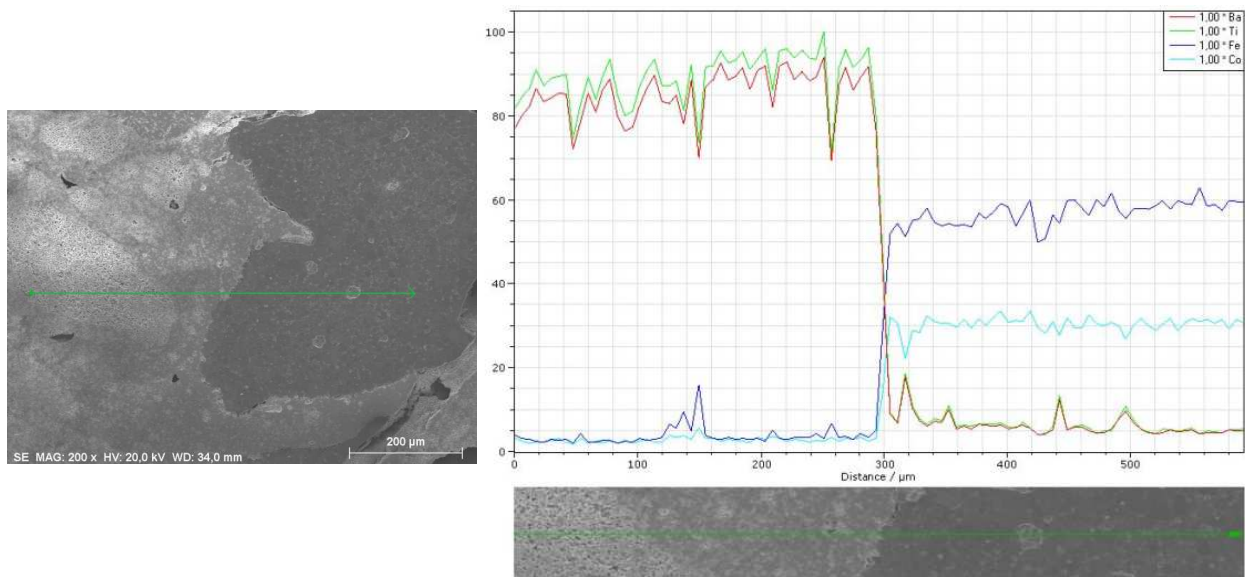 200 µm
SE MAG: 200 x HV: 20,0 kV WD: 34,0 mm
100
80
60
40
20
0
1,00 * Ba
1,00 * Ti
1,00 * Fe
1,00 * Co
0 100 200 300 400 500
Distance / µm